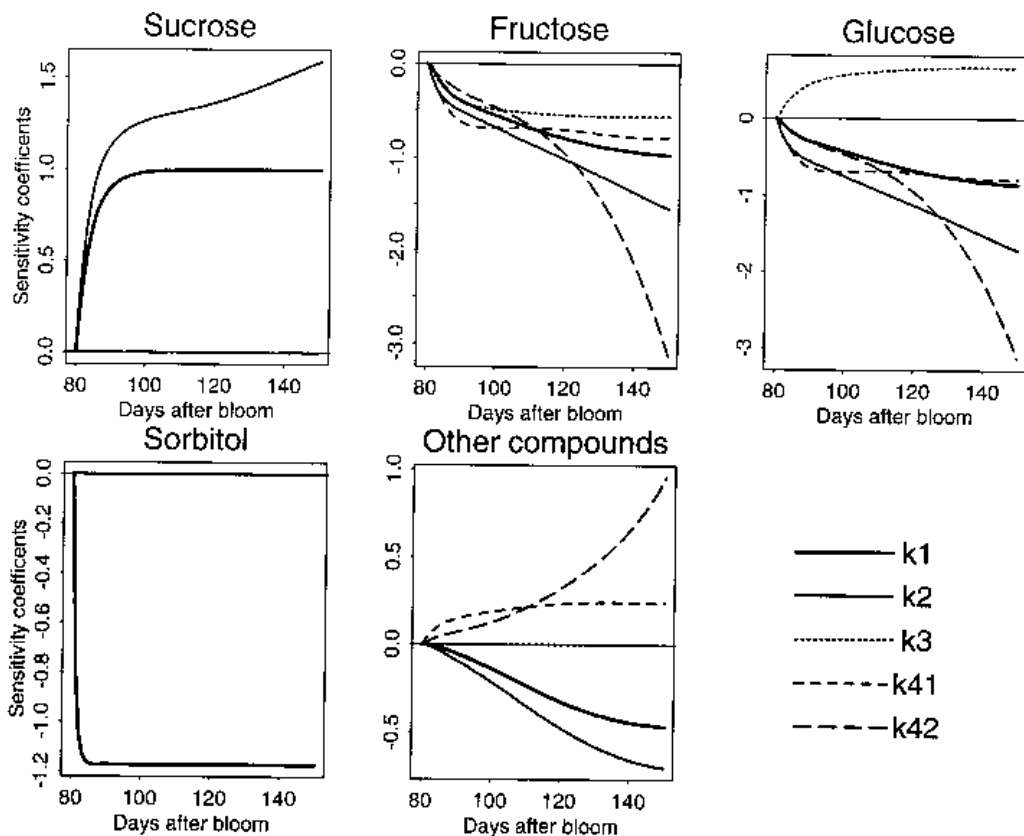 Sucrose
Sensitivity coefficents
0.0 0.5 1.0 1.5
80 100 120 140
Days after bloom
Fructose
0.0 -1.0 -2.0 -3.0
80 100 120 140
Days after bloom
Glucose
0 -1 -2 -3
80 100 120 140
Days after bloom
Sorbitol
Sensitivity coefficents
0.0 -0.2 -0.4 -0.6 -0.8 -1.0 -1.2
80 100 120 140
Days after bloom
Other compounds
1.0 0.5 0.0 -0.5
80 100 120 140
Days after bloom
k1
k2
k3
k41
k42